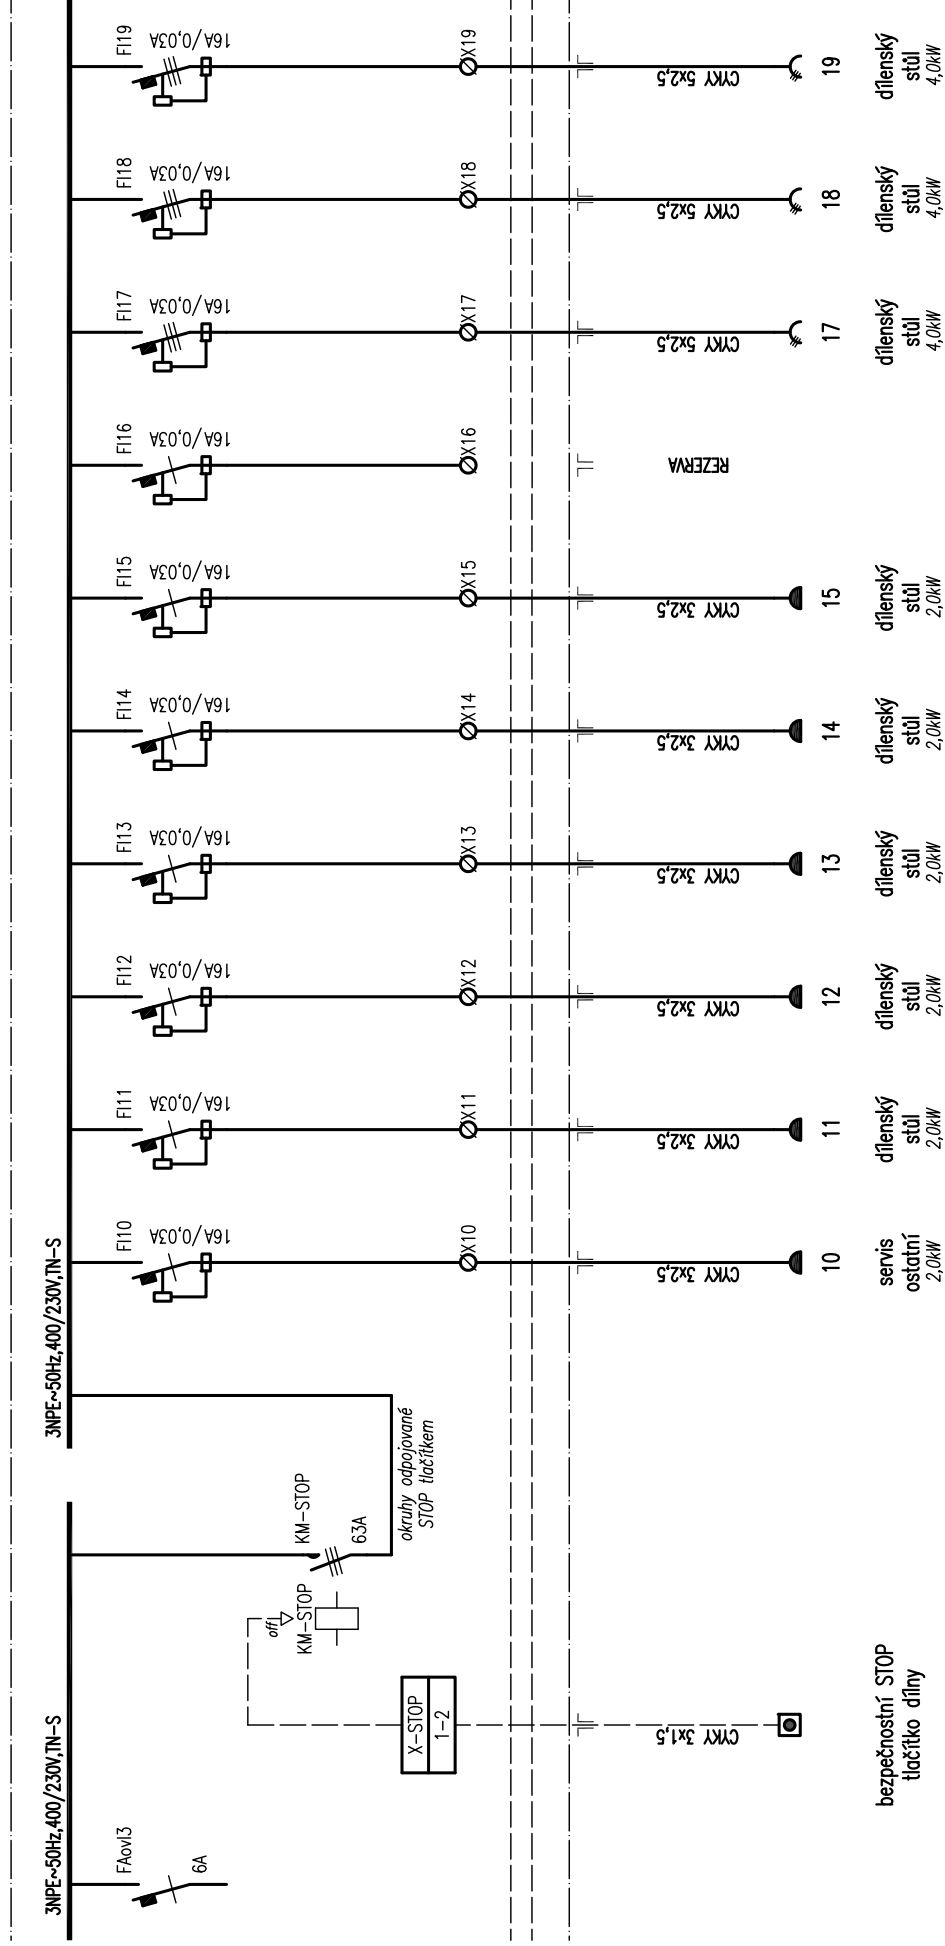 3NPE~50Hz,400/230V,TN-S
3NPE~50Hz,400/230V,TN-S
FAovl3
6A
X-STOP
1-2
CYKY 3x1,5
bezpečnostní STOP
tlačítko dílny
off
KM-STOP
KM-STOP
63A
okruhy odpojované
STOP tlačítkem
FI10
16A/0,03A
X10
CYKY 3x2,5
10
servis
ostatní
2,0kW
FI11
16A/0,03A
X11
CYKY 3x2,5
11
dílenský
stůl
2,0kW
FI12
16A/0,03A
X12
CYKY 3x2,5
12
dílenský
stůl
2,0kW
FI13
16A/0,03A
X13
CYKY 3x2,5
13
dílenský
stůl
2,0kW
FI14
16A/0,03A
X14
CYKY 3x2,5
14
dílenský
stůl
2,0kW
FI15
16A/0,03A
X15
CYKY 3x2,5
15
dílenský
stůl
2,0kW
FI16
16A/0,03A
X16
REZERVA
FI17
16A/0,03A
X17
CYKY 5x2,5
17
dílenský
stůl
4,0kW
FI18
16A/0,03A
X18
CYKY 5x2,5
18
dílenský
stůl
4,0kW
FI19
16A/0,03A
X19
CYKY 5x2,5
19
dílenský
stůl
4,0kW